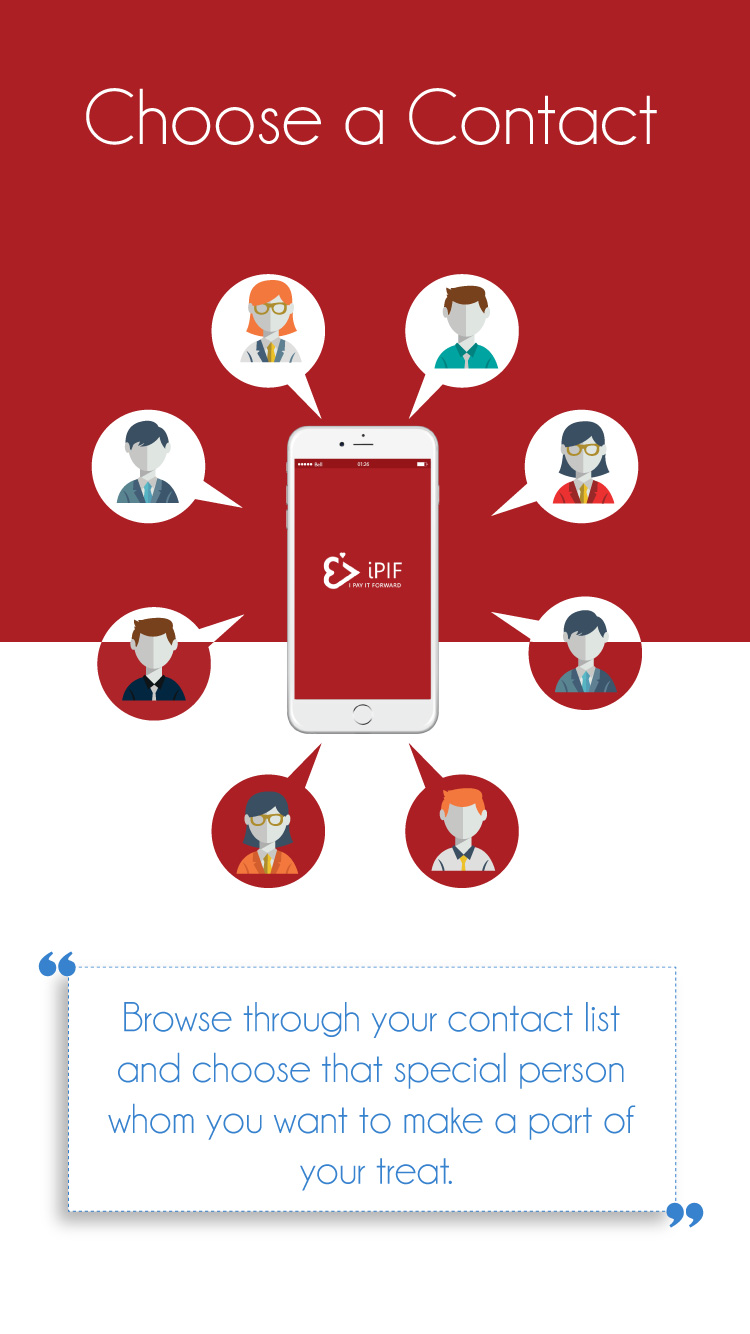 Choose a Contact
Bell 01:26
iPIF
I PAY IT FORWARD
“
Browse through your contact list
and choose that special person
whom you want to make a part of
your treat.
”